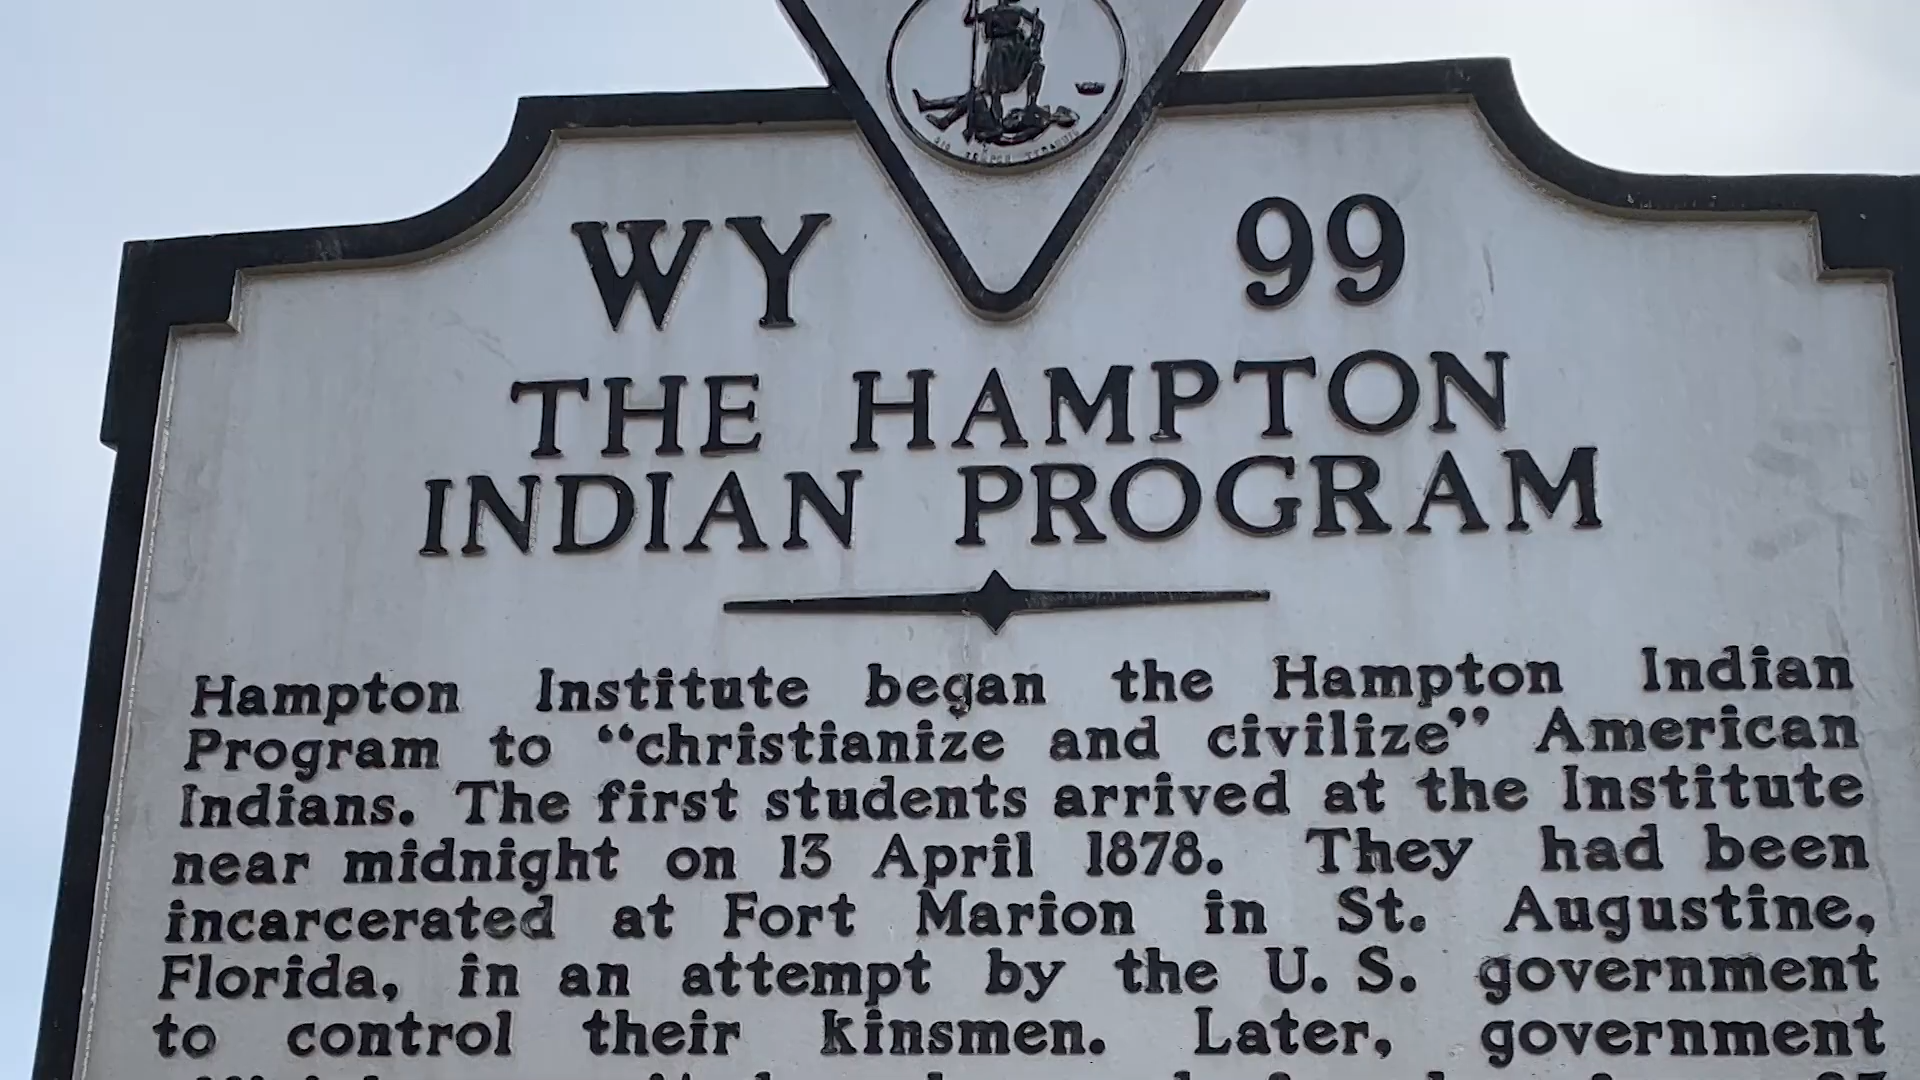 WY 99
THE HAMPTON
INDIAN PROGRAM
Hampton Institute began the Hampton Indian
Program to “christianize and civilize” American
Indians. The first students arrived at the Institute
near midnight on 13 April 1878. They had been
incarcerated at Fort Marion in St. Augustine,
Florida, in an attempt by the U. S. government
to control their kinsmen. Later, government